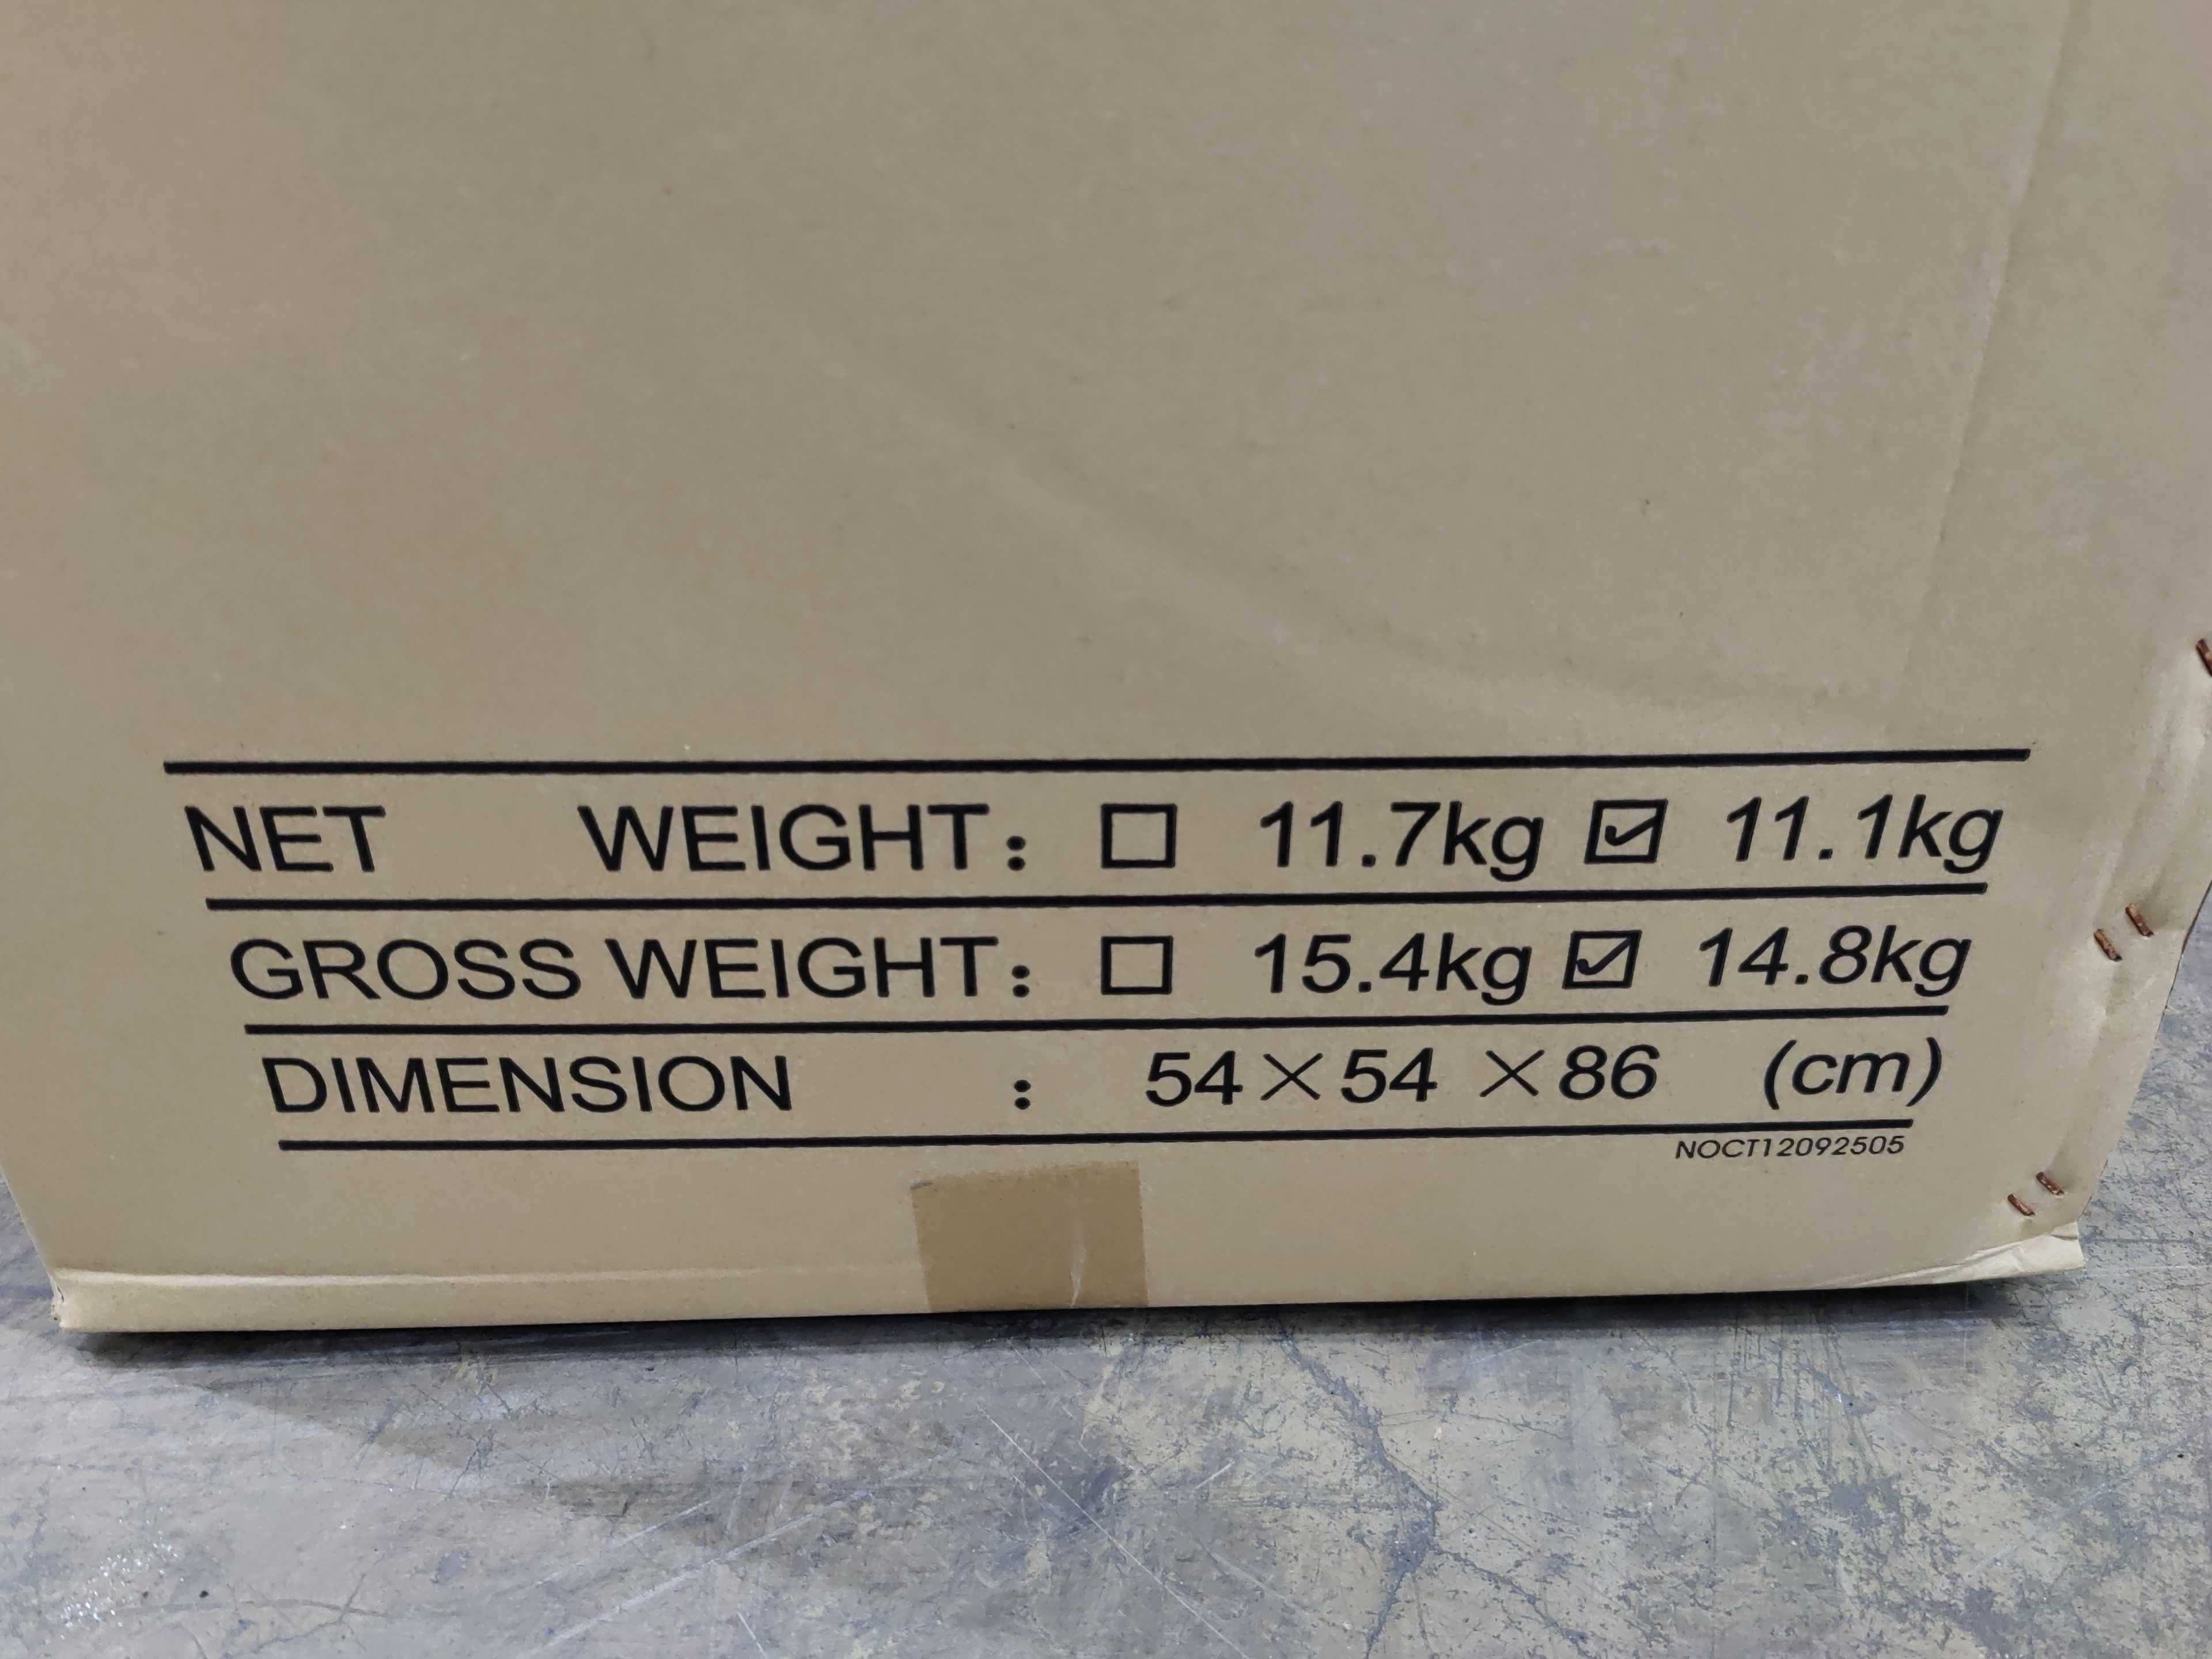 NET WEIGHT: ☐ 11.7kg ☑ 11.1kg
GROSS WEIGHT: ☐ 15.4kg ☑ 14.8kg
DIMENSION : 54×54 ×86 (cm)
NOCT12092505